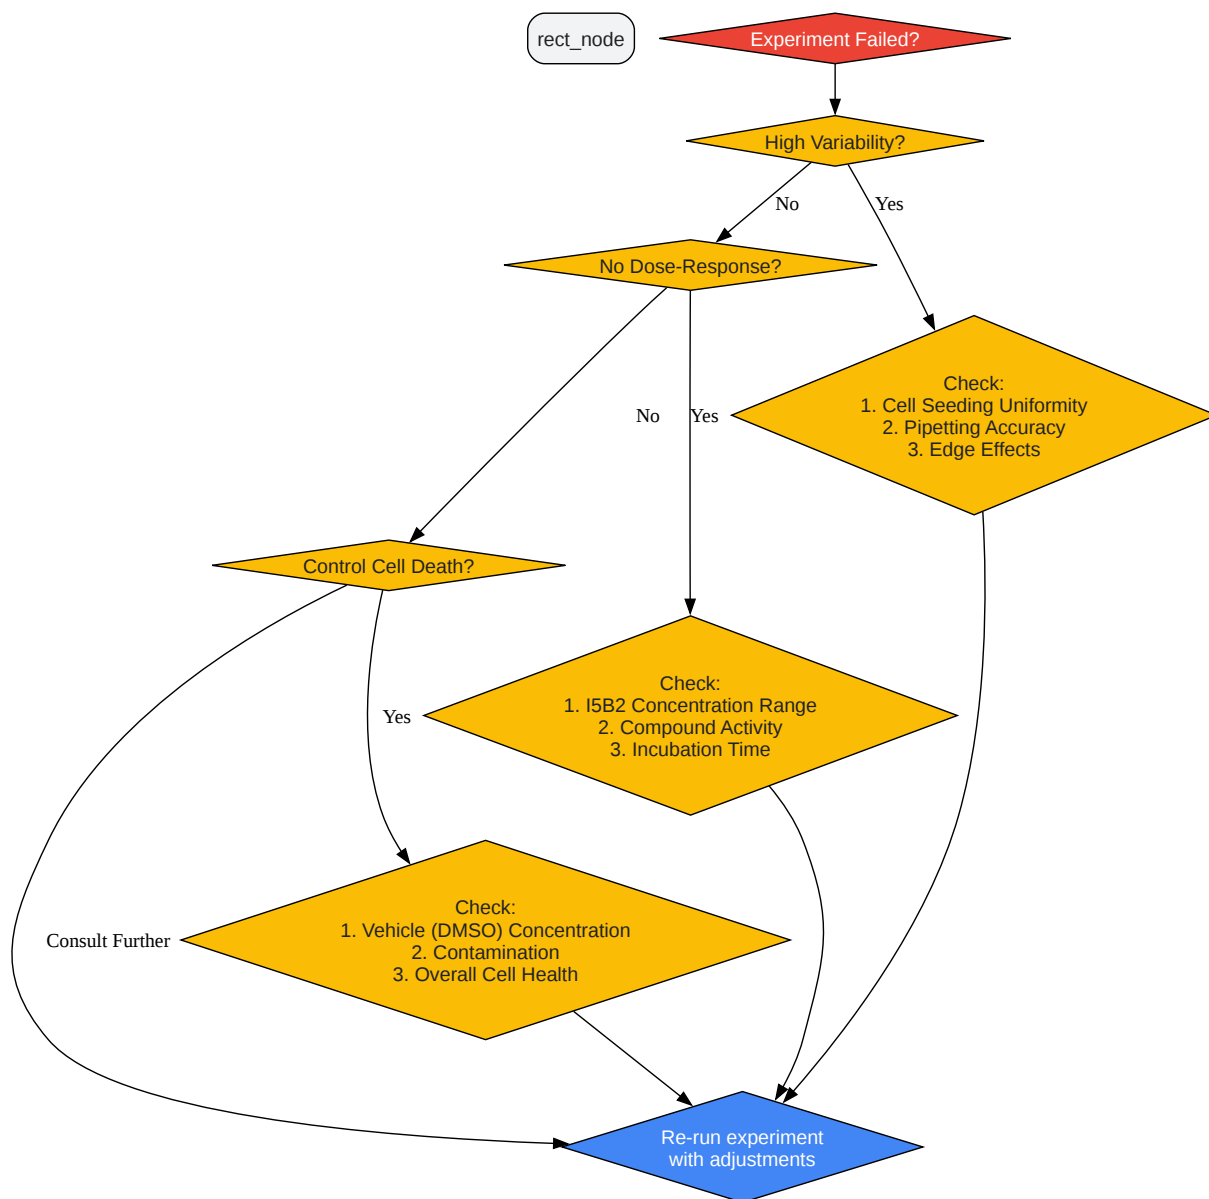 rect_node
Experiment Failed?
High Variability?
No
Yes
No Dose-Response?
Check:
1. Cell Seeding Uniformity
2. Pipetting Accuracy
3. Edge Effects
No
Yes
Control Cell Death?
Check:
1. I5B2 Concentration Range
2. Compound Activity
3. Incubation Time
Yes
Check:
1. Vehicle (DMSO) Concentration
2. Contamination
3. Overall Cell Health
Consult Further
Re-run experiment
with adjustments